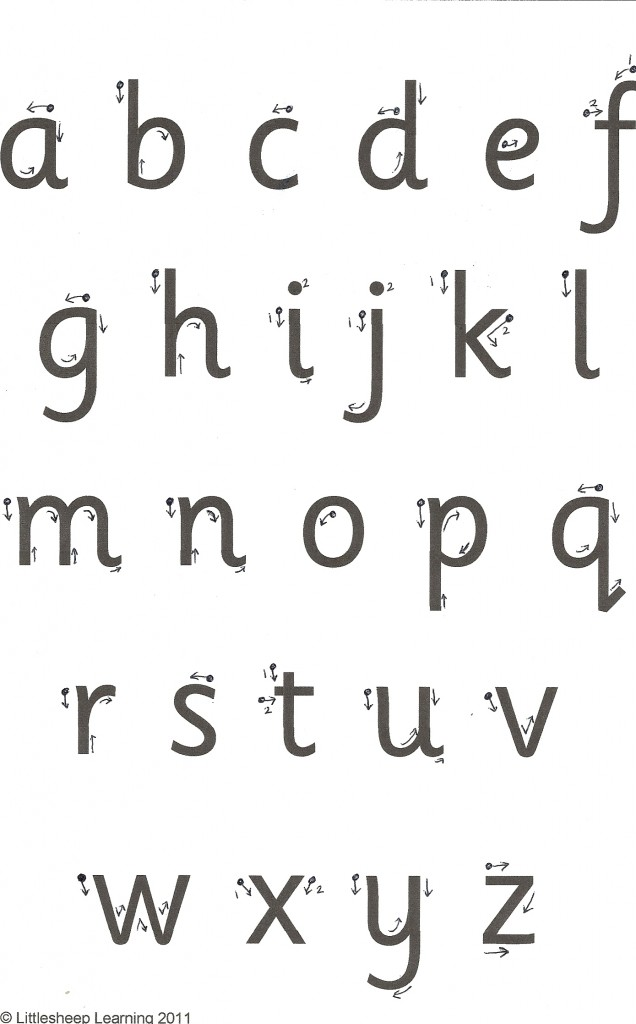 a b c d e f
g h i j k l
m n o p q
r s t u v
w x y z
© Littlesheep Learning 2011